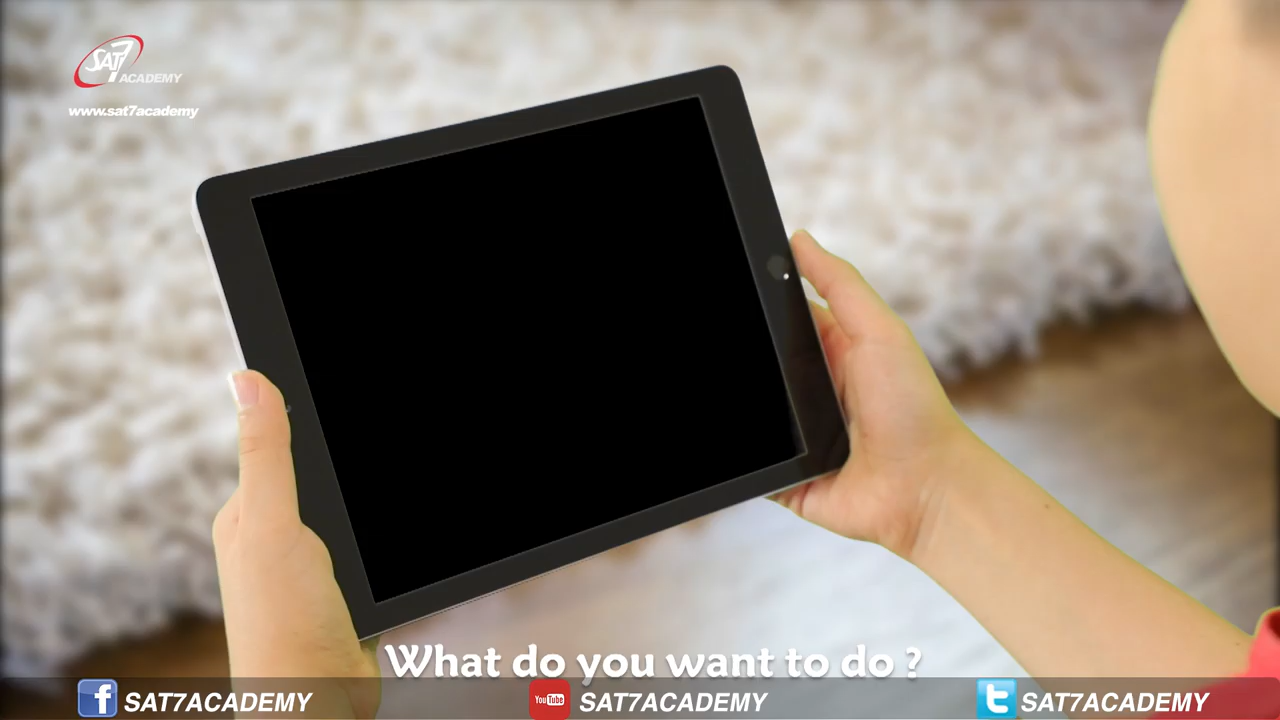 SAT7
ACADEMY
www.sat7academy
What do you want to do ?
f SAT7ACADEMY
YouTube SAT7ACADEMY
SAT7ACADEMY